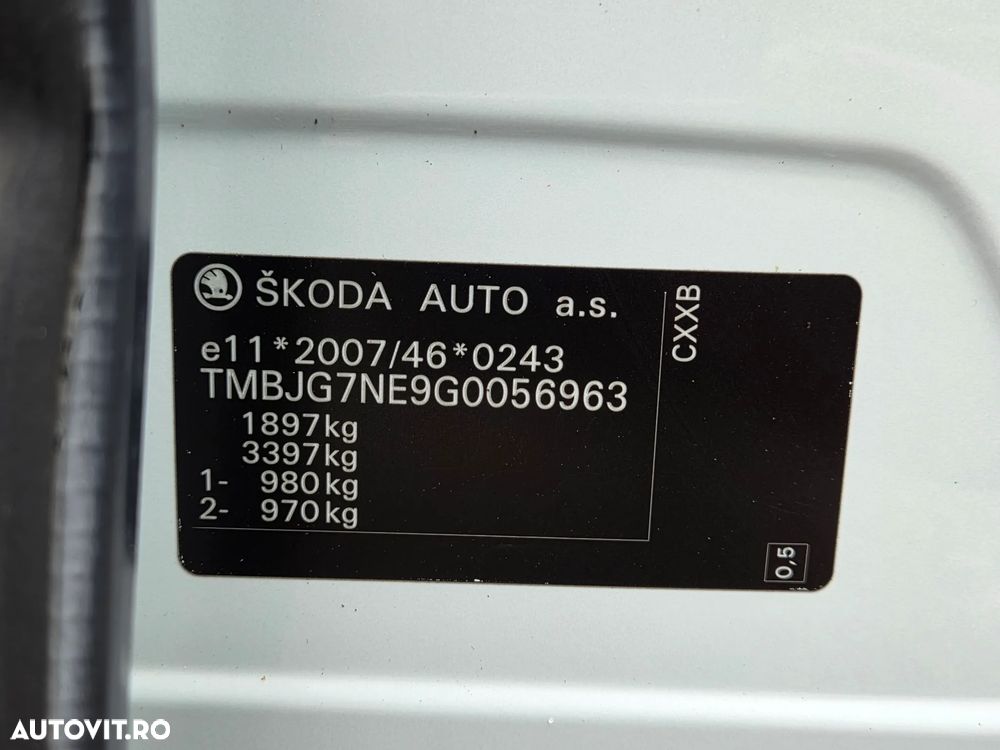 ŠKODA AUTO a.s.
e11*2007/46*0243
TMBJG7NE9G0056963
1897kg
3397kg
1- 980kg
2- 970kg
CXXB
0,5
AUTOVIT.RO